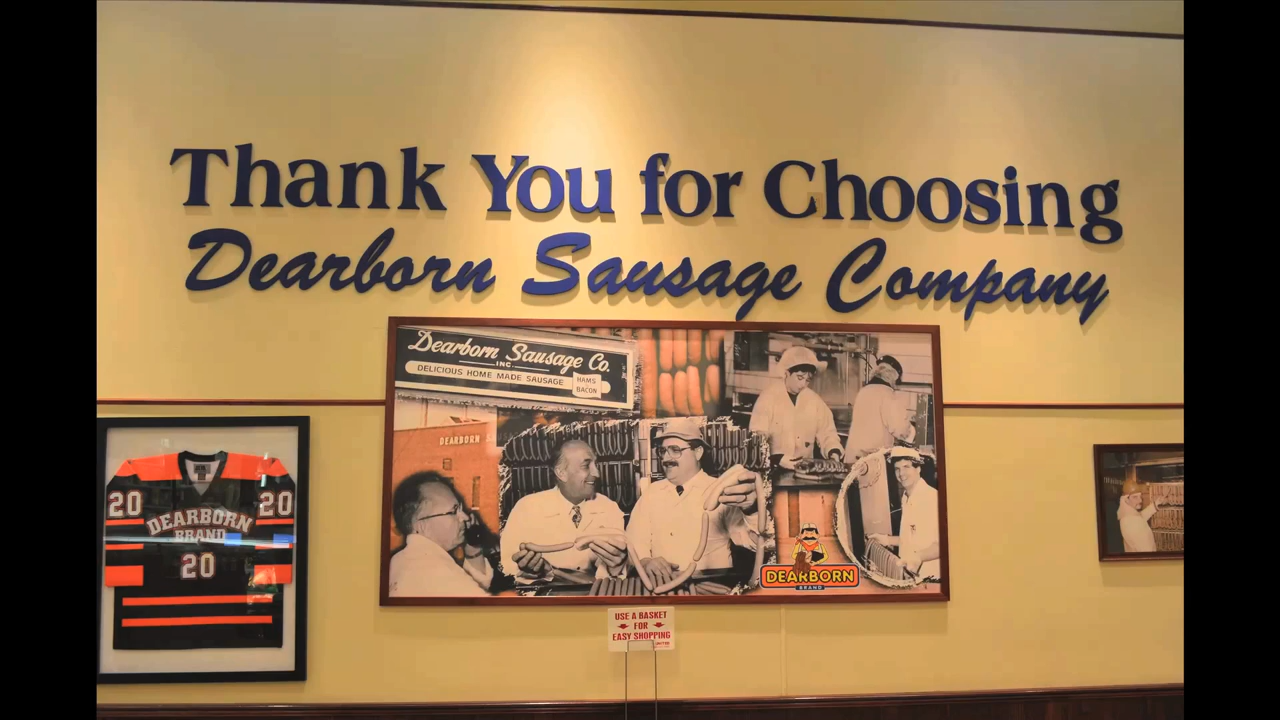 Thank You for Choosing
Dearborn Sausage Company
Dearborn Sausage Co.
INC.
DELICIOUS HOME MADE SAUSAGE
HAMS
BACON
DEARBORN
DEARBORN
BRAND
20
20
DEARBORN
BRAND
20
USE A BASKET
FOR
EASY SHOPPING